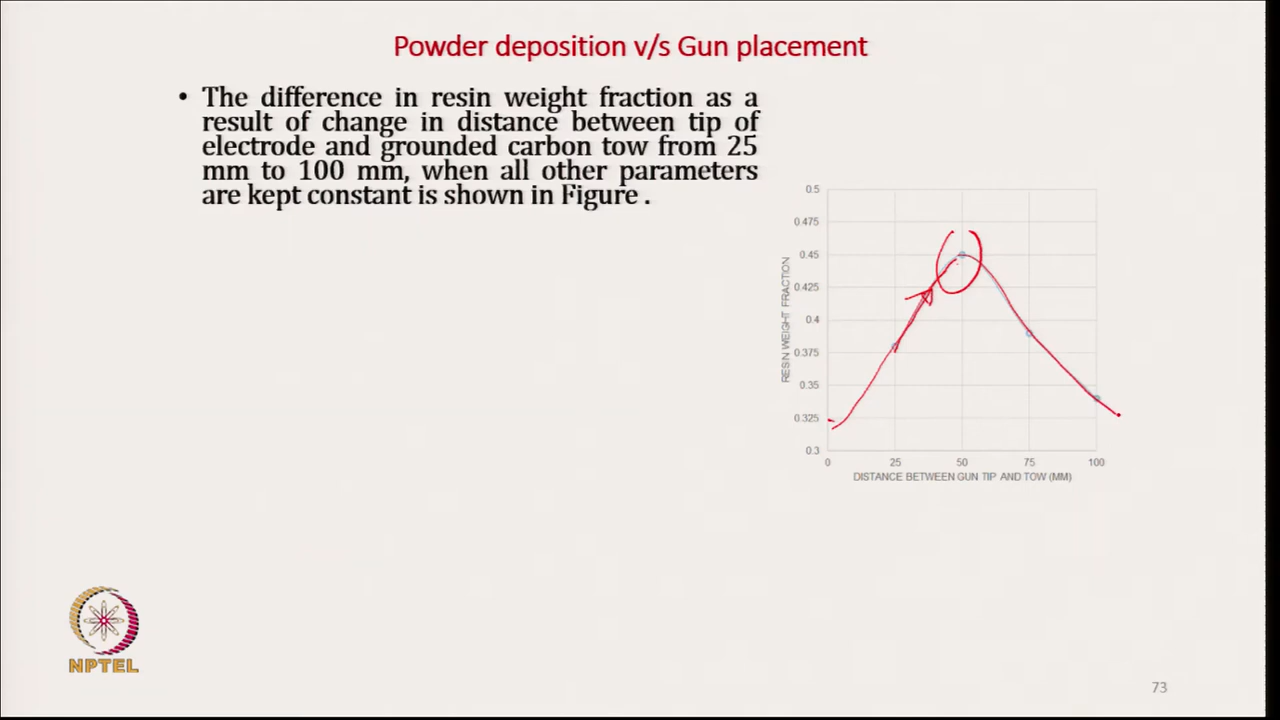 Powder deposition v/s Gun placement
• The difference in resin weight fraction as a
result of change in distance between tip of
electrode and grounded carbon tow from 25
mm to 100 mm, when all other parameters
are kept constant is shown in Figure .
0.5
0.475
0.45
0.425
0.4
0.375
0.35
0.325
0.3
RESIN WEIGHT FRACTION
0 25 50 75 100
DISTANCE BETWEEN GUN TIP AND TOW (MM)
NPTEL
73